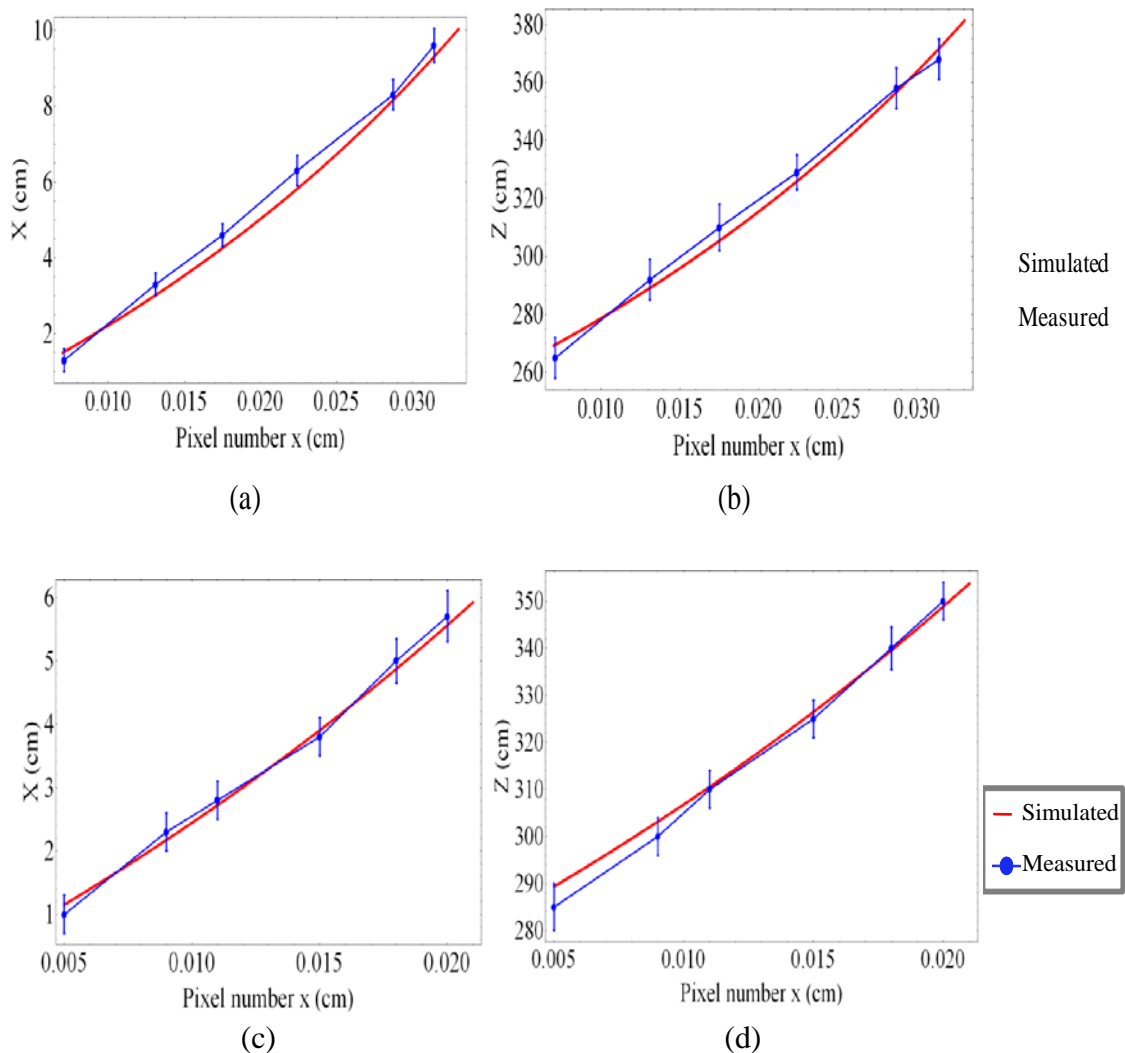 10
8
6
4
2
X (cm)
0.010 0.015 0.020 0.025 0.030
Pixel number x (cm)
(a)
380
360
340
320
300
280
260
Z (cm)
0.010 0.015 0.020 0.025 0.030
Pixel number x (cm)
(b)
Simulated
Measured
6
5
4
3
2
1
X (cm)
0.005 0.010 0.015 0.020
Pixel number x (cm)
(c)
350
340
330
320
310
300
290
280
Z (cm)
0.005 0.010 0.015 0.020
Pixel number x (cm)
(d)
Simulated
Measured